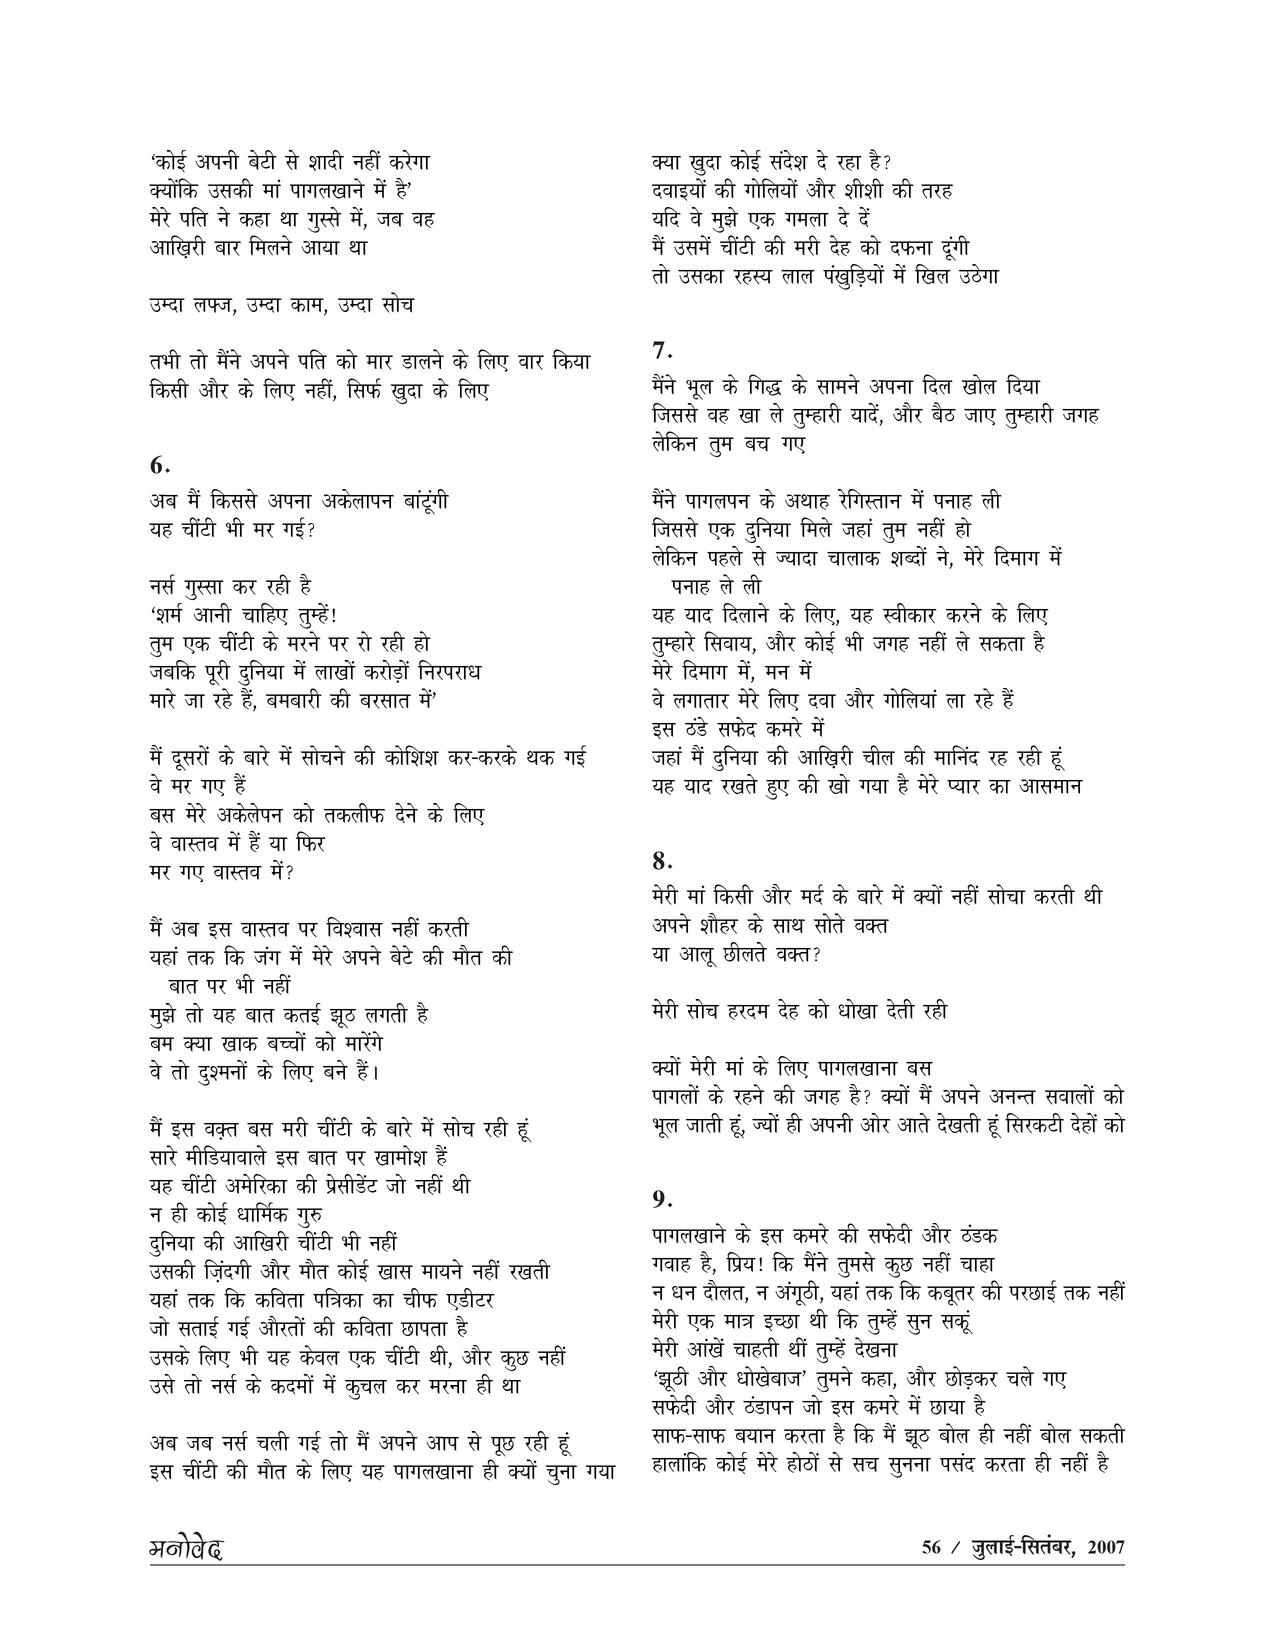 ‘कोई अपनी बेटी से शादी नहीं करेगा
क्योंकि उसकी मां पागलखाने में है’
मेरे पति ने कहा था गुस्से में, जब वह
आख़िरी बार मिलने आया था
उम्दा लफ्ज, उम्दा काम, उम्दा सोच
तभी तो मैंने अपने पति को मार डालने के लिए वार किया
किसी और के लिए नहीं, सिर्फ खुदा के लिए
6.
अब मैं किससे अपना अकेलापन बांटूंगी
यह चींटी भी मर गई?
नर्स गुस्सा कर रही है
‘शर्म आनी चाहिए तुम्हें!
तुम एक चींटी के मरने पर रो रही हो
जबकि पूरी दुनिया में लाखों करोड़ों निरपराध
मारे जा रहे हैं, बमबारी की बरसात में’
मैं दूसरों के बारे में सोचने की कोशिश कर-करके थक गई
वे मर गए हैं
बस मेरे अकेलेपन को तकलीफ देने के लिए
वे वास्तव में हैं या फिर
मर गए वास्तव में?
मैं अब इस वास्तव पर विश्वास नहीं करती
यहां तक कि जंग में मेरे अपने बेटे की मौत की
बात पर भी नहीं
मुझे तो यह बात कतई झूठ लगती है
बम क्या खाक बच्चों को मारेंगे
वे तो दुश्मनों के लिए बने हैं।
मैं इस वक़्त बस मरी चींटी के बारे में सोच रही हूं
सारे मीडियावाले इस बात पर खामोश हैं
यह चींटी अमेरिका की प्रेसीडेंट जो नहीं थी
न ही कोई धार्मिक गुरु
दुनिया की आखिरी चींटी भी नहीं
उसकी ज़िंदगी और मौत कोई खास मायने नहीं रखती
यहां तक कि कविता पत्रिका का चीफ एडीटर
जो सताई गई औरतों की कविता छापता है
उसके लिए भी यह केवल एक चींटी थी, और कुछ नहीं
उसे तो नर्स के कदमों में कुचल कर मरना ही था
अब जब नर्स चली गई तो मैं अपने आप से पूछ रही हूं
इस चींटी की मौत के लिए यह पागलखाना ही क्यों चुना गया
क्या खुदा कोई संदेश दे रहा है?
दवाइयों की गोलियों और शीशी की तरह
यदि वे मुझे एक गमला दे दें
मैं उसमें चींटी की मरी देह को दफना दूंगी
तो उसका रहस्य लाल पंखुड़ियों में खिल उठेगा
7.
मैंने भूल के गिद्ध के सामने अपना दिल खोल दिया
जिससे वह खा ले तुम्हारी यादें, और बैठ जाए तुम्हारी जगह
लेकिन तुम बच गए
मैंने पागलपन के अथाह रेगिस्तान में पनाह ली
जिससे एक दुनिया मिले जहां तुम नहीं हो
लेकिन पहले से ज्यादा चालाक शब्दों ने, मेरे दिमाग में
पनाह ले ली
यह याद दिलाने के लिए, यह स्वीकार करने के लिए
तुम्हारे सिवाय, और कोई भी जगह नहीं ले सकता है
मेरे दिमाग में, मन में
वे लगातार मेरे लिए दवा और गोलियां ला रहे हैं
इस ठंडे सफेद कमरे में
जहां मैं दुनिया की आख़िरी चील की मानिंद रह रही हूं
यह याद रखते हुए की खो गया है मेरे प्यार का आसमान
8.
मेरी मां किसी और मर्द के बारे में क्यों नहीं सोचा करती थी
अपने शौहर के साथ सोते वक्त
या आलू छीलते वक्त?
मेरी सोच हरदम देह को धोखा देती रही
क्यों मेरी मां के लिए पागलखाना बस
पागलों के रहने की जगह है? क्यों मैं अपने अनन्त सवालों को
भूल जाती हूं, ज्यों ही अपनी ओर आते देखती हूं सिरकटी देहों को
9.
पागलखाने के इस कमरे की सफेदी और ठंडक
गवाह है, प्रिय! कि मैंने तुमसे कुछ नहीं चाहा
न धन दौलत, न अंगूठी, यहां तक कि कबूतर की परछाई तक नहीं
मेरी एक मात्र इच्छा थी कि तुम्हें सुन सकूं
मेरी आंखें चाहती थीं तुम्हें देखना
‘झूठी और धोखेबाज’ तुमने कहा, और छोड़कर चले गए
सफेदी और ठंडापन जो इस कमरे में छाया है
साफ-साफ बयान करता है कि मैं झूठ बोल ही नहीं बोल सकती
हालांकि कोई मेरे होठों से सच सुनना पसंद करता ही नहीं है
मनोवेद
56 / जुलाई-सितंबर, 2007